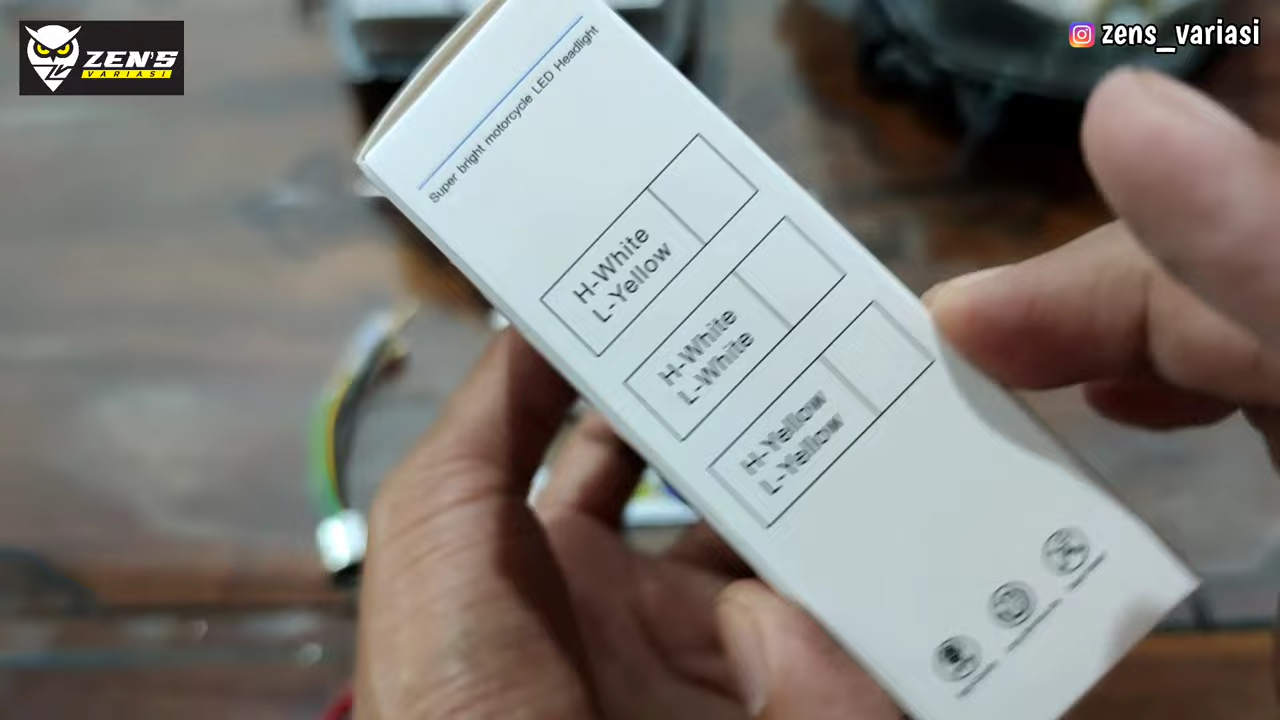 ZEN'S
VARIASI
zens_variasi
Super bright motorcycle LED Headlight
H-White
L-Yellow
H-White
L-White
H-Yellow
L-Yellow